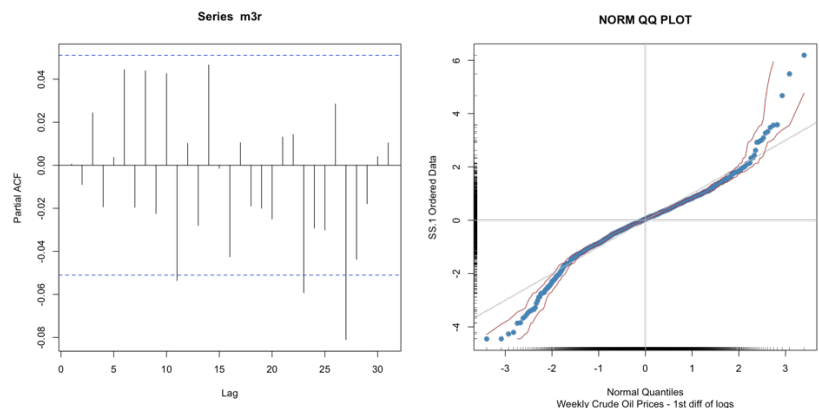 Series m3r
Partial ACF
0.04
0.02
0.00
-0.02
-0.04
-0.06
-0.08
0 5 10 15 20 25 30
Lag
NORM QQ PLOT
SS.1 Ordered Data
6
4
2
0
-2
-4
-3 -2 -1 0 1 2 3
Normal Quantiles
Weekly Crude Oil Prices - 1st diff of logs